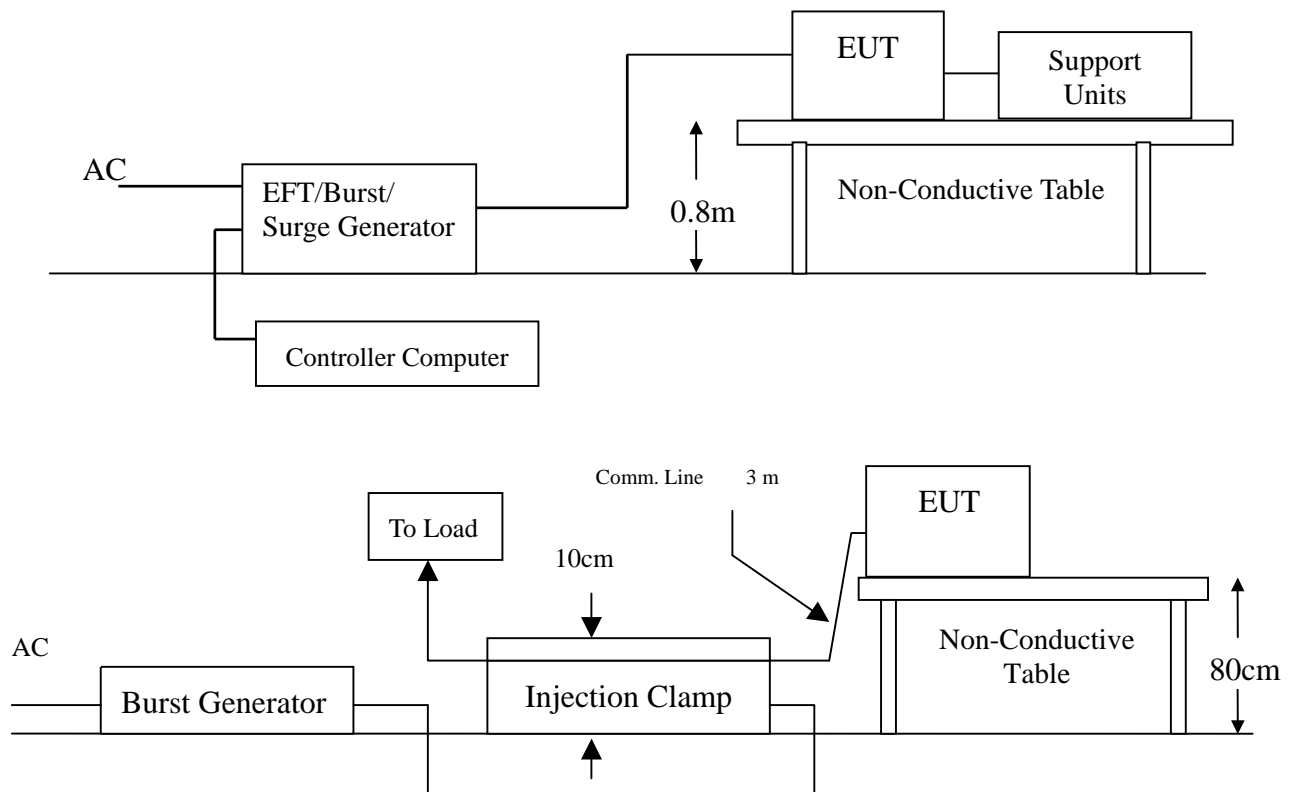 EUT
Support
Units
AC
EFT/Burst/
Surge Generator
0.8m
Non-Conductive Table
Controller Computer
Comm. Line 3 m
EUT
To Load
10cm
AC
Non-Conductive
Table
80cm
Burst Generator
Injection Clamp